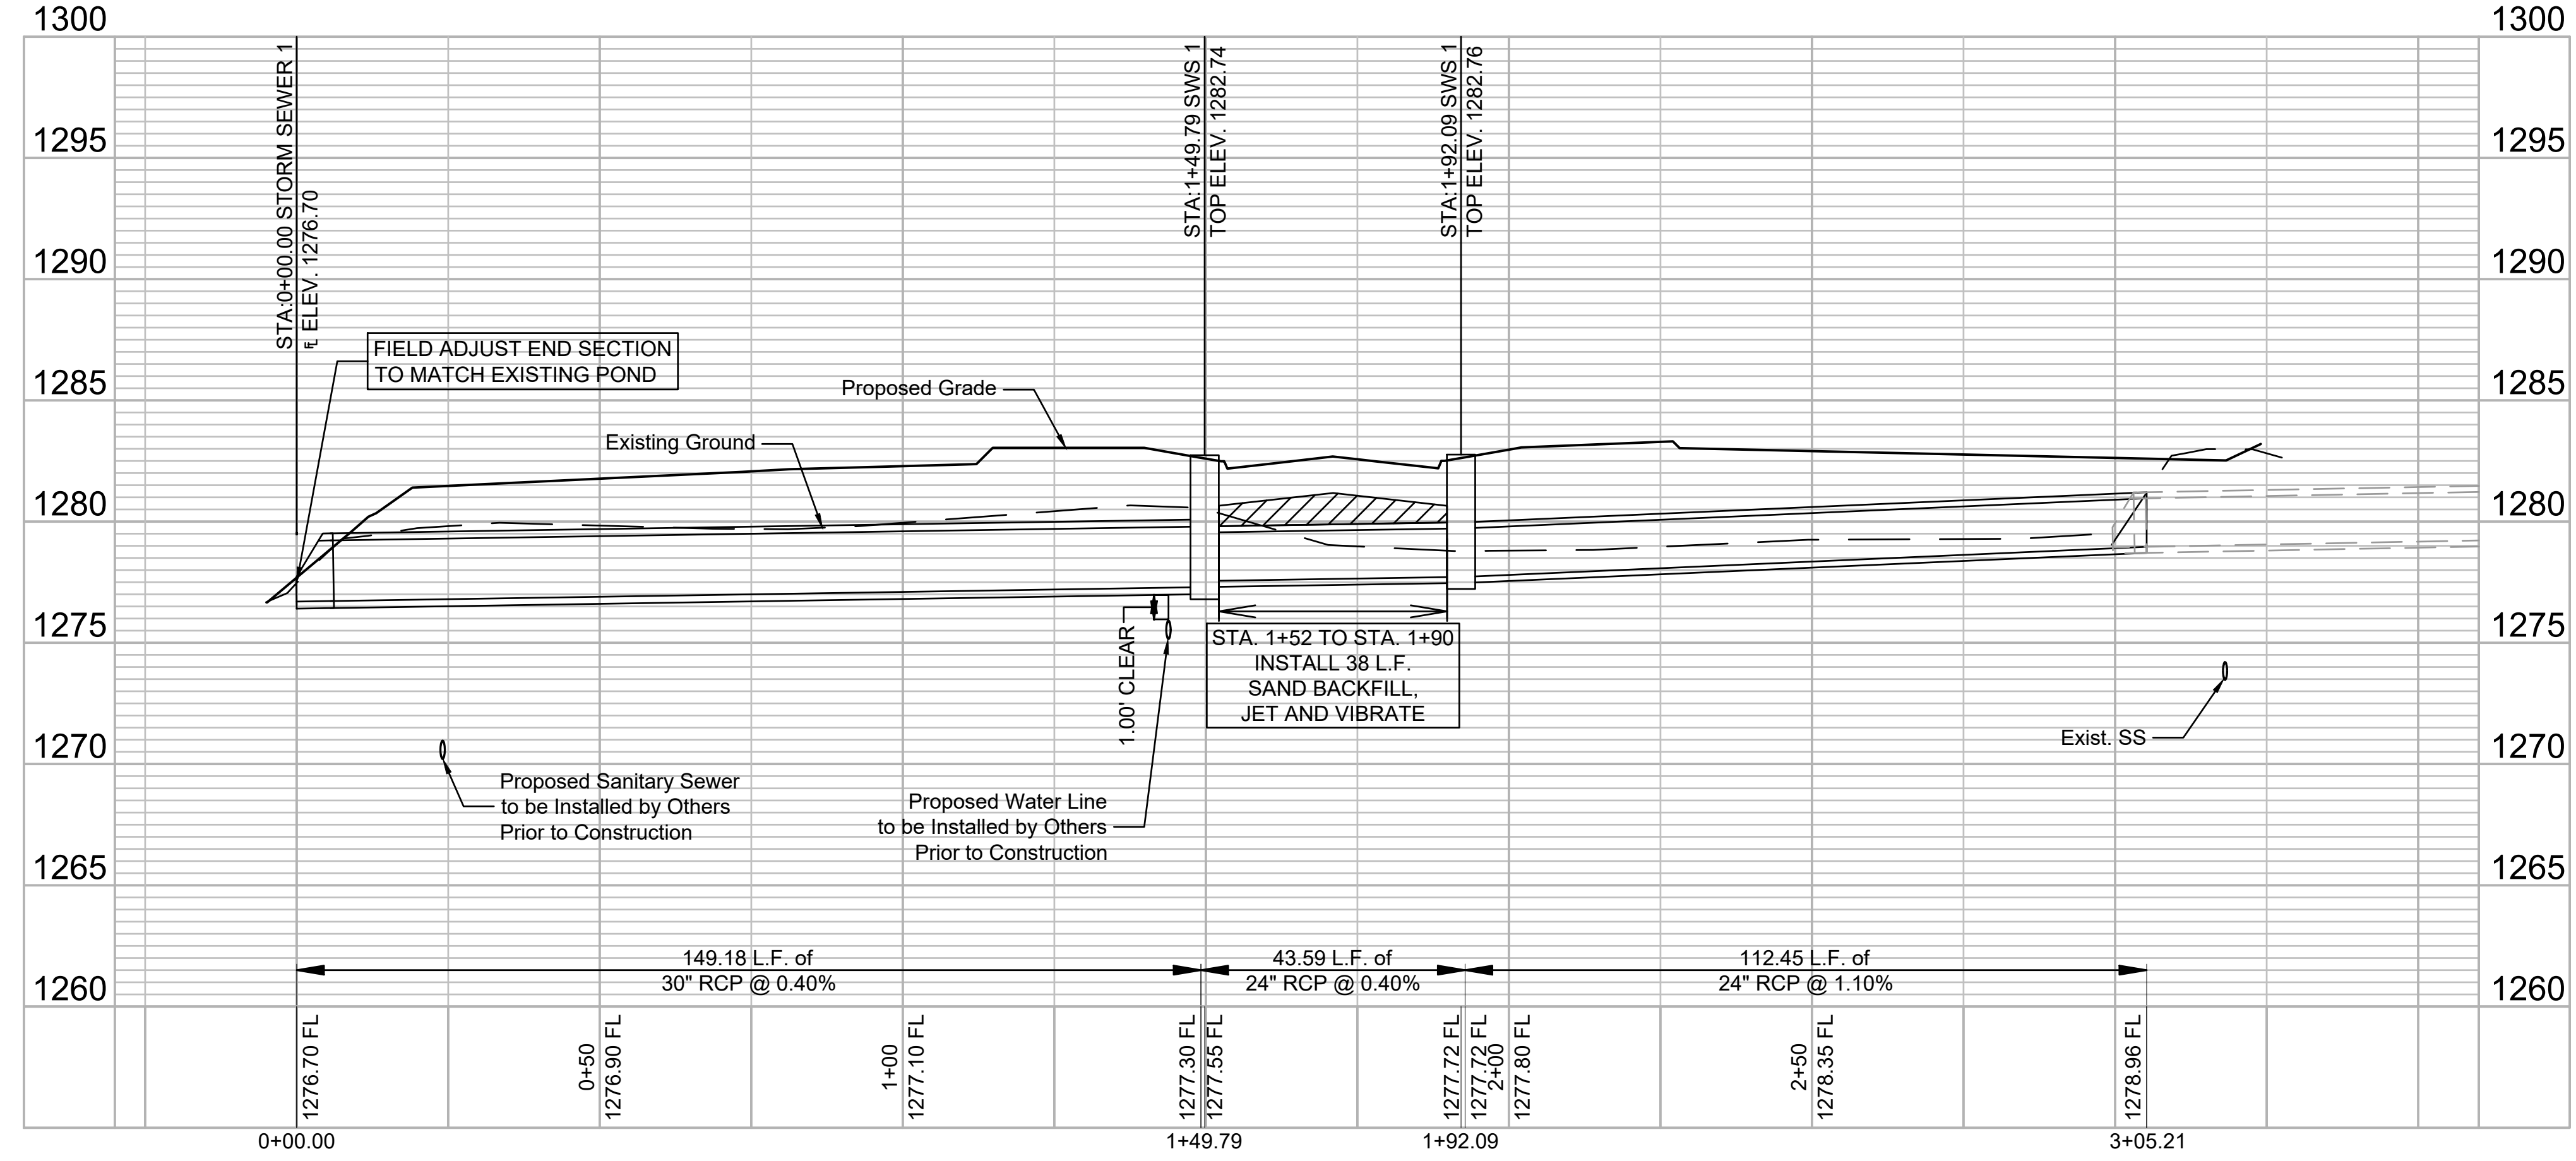 1300
1300
1295
1295
1290
1290
1285
1285
1280
1280
1275
1275
1270
1270
1265
1265
1260
1260
STA:0+00.00 STORM SEWER 1
℄ ELEV. 1276.70
STA:1+49.79 SWS 1
TOP ELEV. 1282.74
STA:1+92.09 SWS 1
TOP ELEV. 1282.76
FIELD ADJUST END SECTION
TO MATCH EXISTING POND
Proposed Grade
Existing Ground
1.00' CLEAR
STA. 1+52 TO STA. 1+90
INSTALL 38 L.F.
SAND BACKFILL,
JET AND VIBRATE
Exist. SS
Proposed Sanitary Sewer
to be Installed by Others
Prior to Construction
Proposed Water Line
to be Installed by Others
Prior to Construction
149.18 L.F. of
30" RCP @ 0.40%
43.59 L.F. of
24" RCP @ 0.40%
112.45 L.F. of
24" RCP @ 1.10%
1276.70 FL
0+50
1276.90 FL
1+00
1277.10 FL
1277.30 FL
1277.55 FL
1277.72 FL
1277.72 FL
2+00
1277.80 FL
2+50
1278.35 FL
1278.96 FL
0+00.00
1+49.79
1+92.09
3+05.21